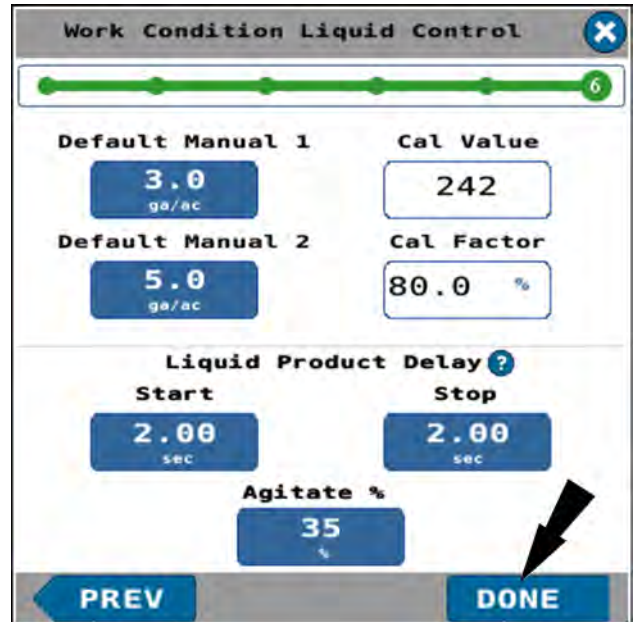 Work Condition Liquid Control
6
Default Manual 1
Cal Value
3.0
ga/ac
242
Default Manual 2
Cal Factor
5.0
ga/ac
80.0 %
Liquid Product Delay ?
Start
Stop
2.00
sec
2.00
sec
Agitate %
35
%
PREV
DONE